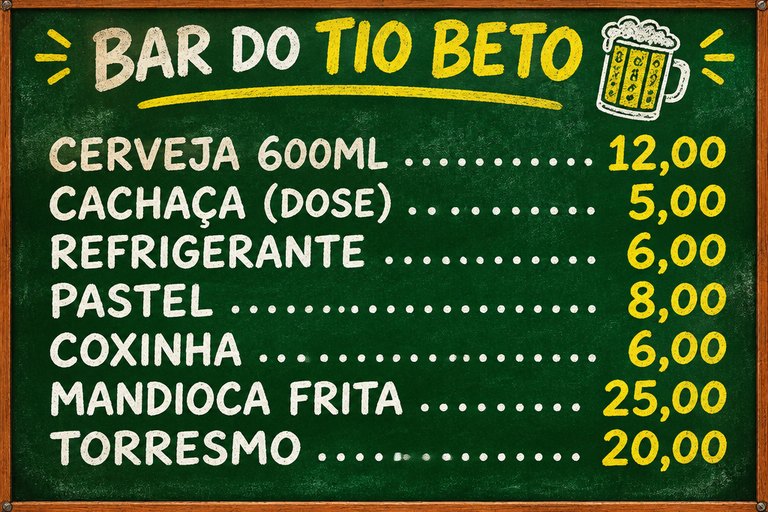 BAR DO TIO BETO
CERVEJA 600ML ........... 12,00
CACHAÇA (DOSE) .......... 5,00
REFRIGERANTE ............ 6,00
PASTEL ...................... 8,00
COXINHA .................... 6,00
MANDIOCA FRITA .......... 25,00
TORRESMO ................ 20,00